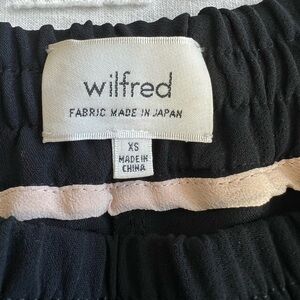 wilfred
FABRIC MADE IN JAPAN
XS
MADE IN
CHINA